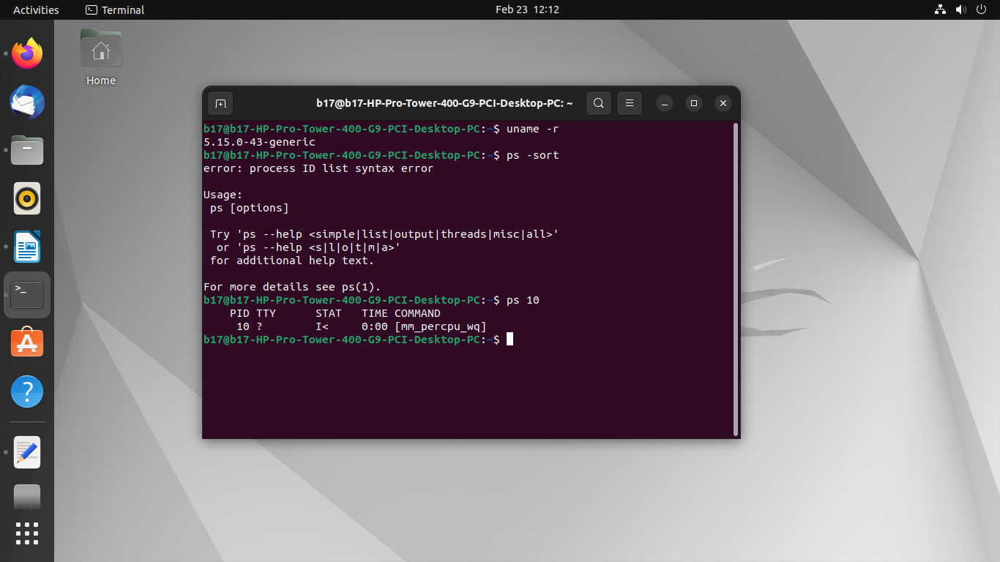 Activities
Terminal
Feb 23 12:12
Home
b17@b17-HP-Pro-Tower-400-G9-PCI-Desktop-PC: ~
b17@b17-HP-Pro-Tower-400-G9-PCI-Desktop-PC:~$ uname -r
5.15.0-43-generic
b17@b17-HP-Pro-Tower-400-G9-PCI-Desktop-PC:~$ ps -sort
error: process ID list syntax error
Usage:
ps [options]
Try 'ps --help <simple|list|output|threads|misc|all>'
or 'ps --help <s|l|o|t|m|a>'
for additional help text.
For more details see ps(1).
b17@b17-HP-Pro-Tower-400-G9-PCI-Desktop-PC:~$ ps 10
PID TTY STAT TIME COMMAND
10 ? I< 0:00 [mm_percpu_wq]
b17@b17-HP-Pro-Tower-400-G9-PCI-Desktop-PC:~$